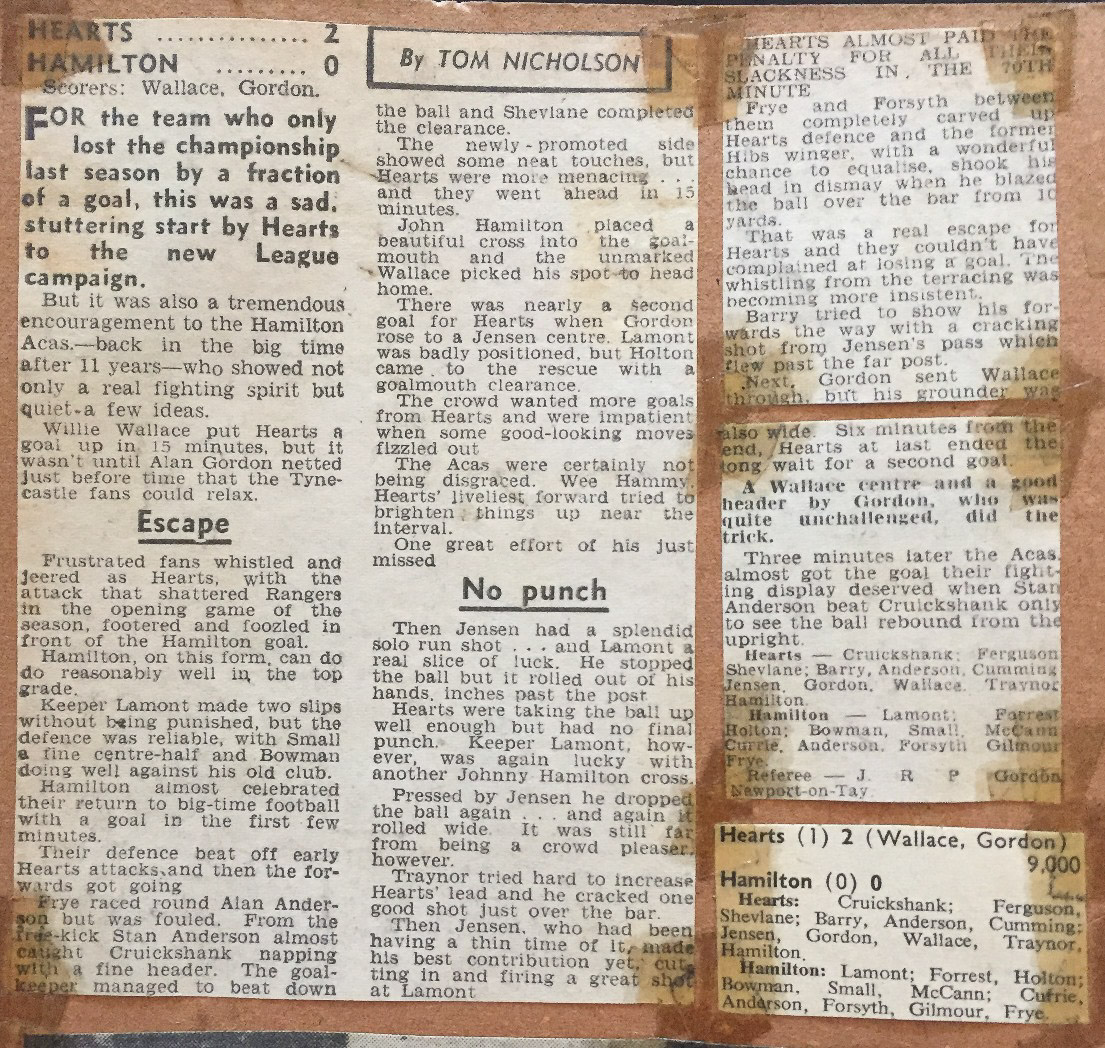 HEARTS ............... 2
HAMILTON ......... 0
Scorers: Wallace, Gordon.
FOR the team who only
lost the championship
last season by a fraction
of a goal, this was a sad,
stuttering start by Hearts
to the new League
campaign.
But it was also a tremendous
encouragement to the Hamilton
Acas.—back in the big time
after 11 years—who showed not
only a real fighting spirit but
quiet-a few ideas.
Willie Wallace put Hearts a
goal up in 15 minutes, but it
wasn't until Alan Gordon netted
just before time that the Tyne-
castle fans could relax.
Escape
Frustrated fans whistled and
jeered as Hearts, with the
attack that shattered Rangers
in the opening game of the
season, footered and foozled in
front of the Hamilton goal.
Hamilton, on this form, can do
do reasonably well in the top
grade.
Keeper Lamont made two slips
without being punished, but the
defence was reliable, with Small
a fine centre-half and Bowman
doing well against his old club.
Hamilton almost celebrated
their return to big-time football
with a goal in the first few
minutes.
Their defence beat off early
Hearts attacks and then the for-
wards got going
Frye raced round Alan Ander-
son but was fouled. From the
free-kick Stan Anderson almost
caught Cruickshank napping
with a fine header. The goal-
keeper managed to beat down
By TOM NICHOLSON
the ball and Shevlane completed
the clearance.
The newly-promoted side
showed some neat touches, but
Hearts were more menacing . . .
and they went ahead in 15
minutes.
John Hamilton placed a
beautiful cross into the goal-
mouth and the unmarked
Wallace picked his spot to head
home.
There was nearly a second
goal for Hearts when Gordon
rose to a Jensen centre. Lamont
was badly positioned, but Holton
came to the rescue with a
goalmouth clearance.
The crowd wanted more goals
from Hearts and were impatient
when some good-looking moves
fizzled out
The Acas were certainly not
being disgraced. Wee Hammy,
Hearts' liveliest forward tried to
brighten things up near the
interval.
One great effort of his just
missed
No punch
Then Jensen had a splendid
solo run shot . . . and Lamont a
real slice of luck. He stopped
the ball but it rolled out of his
hands, inches past the post
Hearts were taking the ball up
well enough but had no final
punch. Keeper Lamont, how-
ever, was again lucky with
another Johnny Hamilton cross.
Pressed by Jensen he dropped
the ball again . . . and again it
rolled wide. It was still far
from being a crowd pleaser,
however.
Traynor tried hard to increase
Hearts' lead and he cracked one
good shot just over the bar.
Then Jensen, who had been
having a thin time of it, made
his best contribution yet, cut-
ting in and firing a great shot
at Lamont
HEARTS ALMOST PAID THE
PENALTY FOR ALL THEIR
SLACKNESS IN THE 70TH
MINUTE
Frye and Forsyth between
them completely carved up
Hearts defence and the former
Hibs winger, with a wonderful
chance to equalise, shook his
head in dismay when he blazed
the ball over the bar from 10
yards.
That was a real escape for
Hearts and they couldn't have
complained at losing a goal. The
whistling from the terracing was
becoming more insistent.
Barry tried to show his for-
wards the way with a cracking
shot from Jensen's pass which
flew past the far post.
Next, Gordon sent Wallace
through, but his grounder was
also wide. Six minutes from the
end, Hearts at last ended the
long wait for a second goal.
A Wallace centre and a good
header by Gordon, who was
quite unchallenged, did the
trick.
Three minutes later the Acas.
almost got the goal their fight-
ing display deserved when Stan
Anderson beat Cruickshank only
to see the ball rebound from the
upright.
Hearts — Cruickshank; Ferguson
Shevlane; Barry, Anderson, Cumming
Jensen, Gordon, Wallace, Traynor
Hamilton.
Hamilton — Lamont; Forrest
Holton; Bowman, Small, McCann
Currie, Anderson, Forsyth Gilmour
Frye.
Referee — J. R P Gordon
Newport-on-Tay.
Hearts (1) 2 (Wallace, Gordon)
9,000
Hamilton (0) 0
Hearts: Cruickshank; Ferguson,
Shevlane; Barry, Anderson, Cumming;
Jensen, Gordon, Wallace, Traynor,
Hamilton.
Hamilton: Lamont; Forrest, Holton;
Bowman, Small, McCann; Currie,
Anderson, Forsyth, Gilmour, Frye.